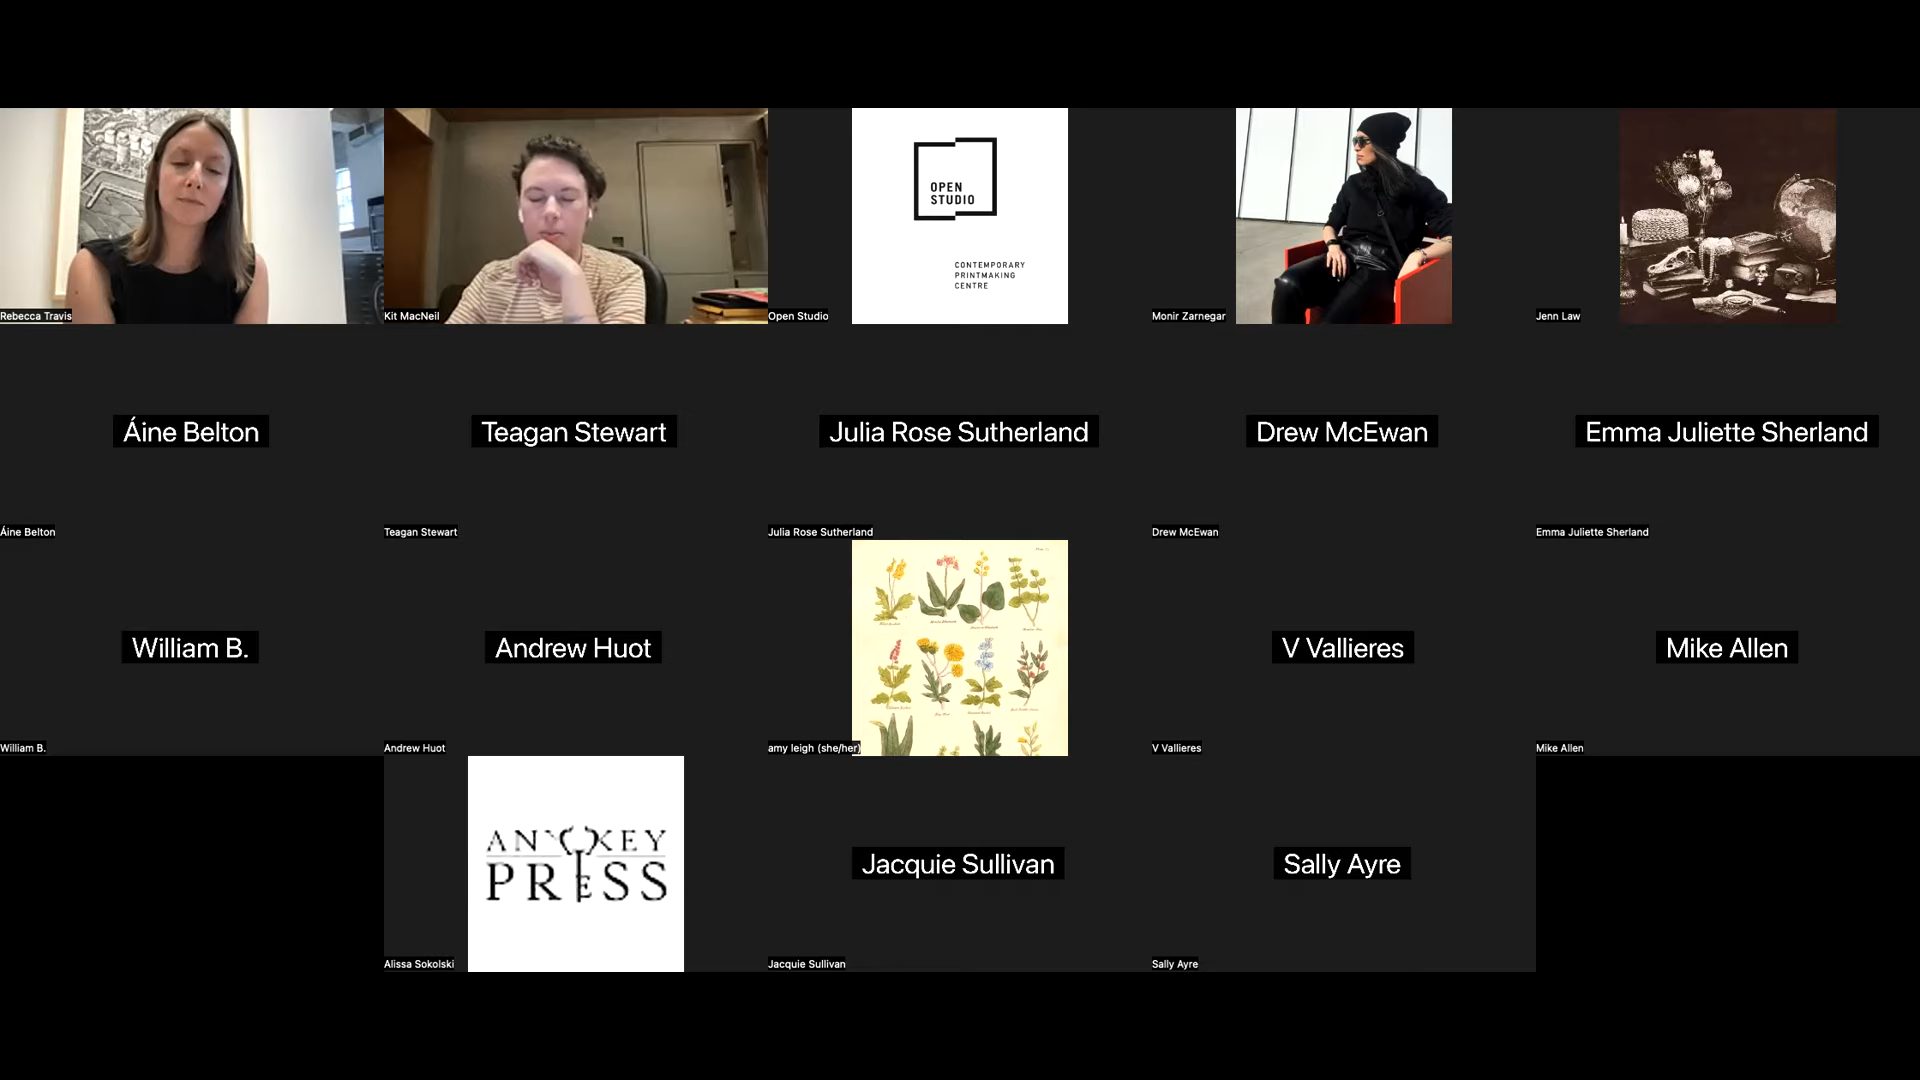 OPEN
STUDIO
CONTEMPORARY
PRINTMAKING
CENTRE
Rebecca Travis
Kit MacNeil
Open Studio
Monir Zarnegar
Jenn Law
Áine Belton
Teagan Stewart
Julia Rose Sutherland
Drew McEwan
Emma Juliette Sherland
Áine Belton
Teagan Stewart
Julia Rose Sutherland
Drew McEwan
Emma Juliette Sherland
William B.
Andrew Huot
V Vallieres
Mike Allen
William B.
Andrew Huot
amy leigh (she/her)
V Vallieres
Mike Allen
ANY KEY
PRESS
Jacquie Sullivan
Sally Ayre
Alissa Sokolski
Jacquie Sullivan
Sally Ayre